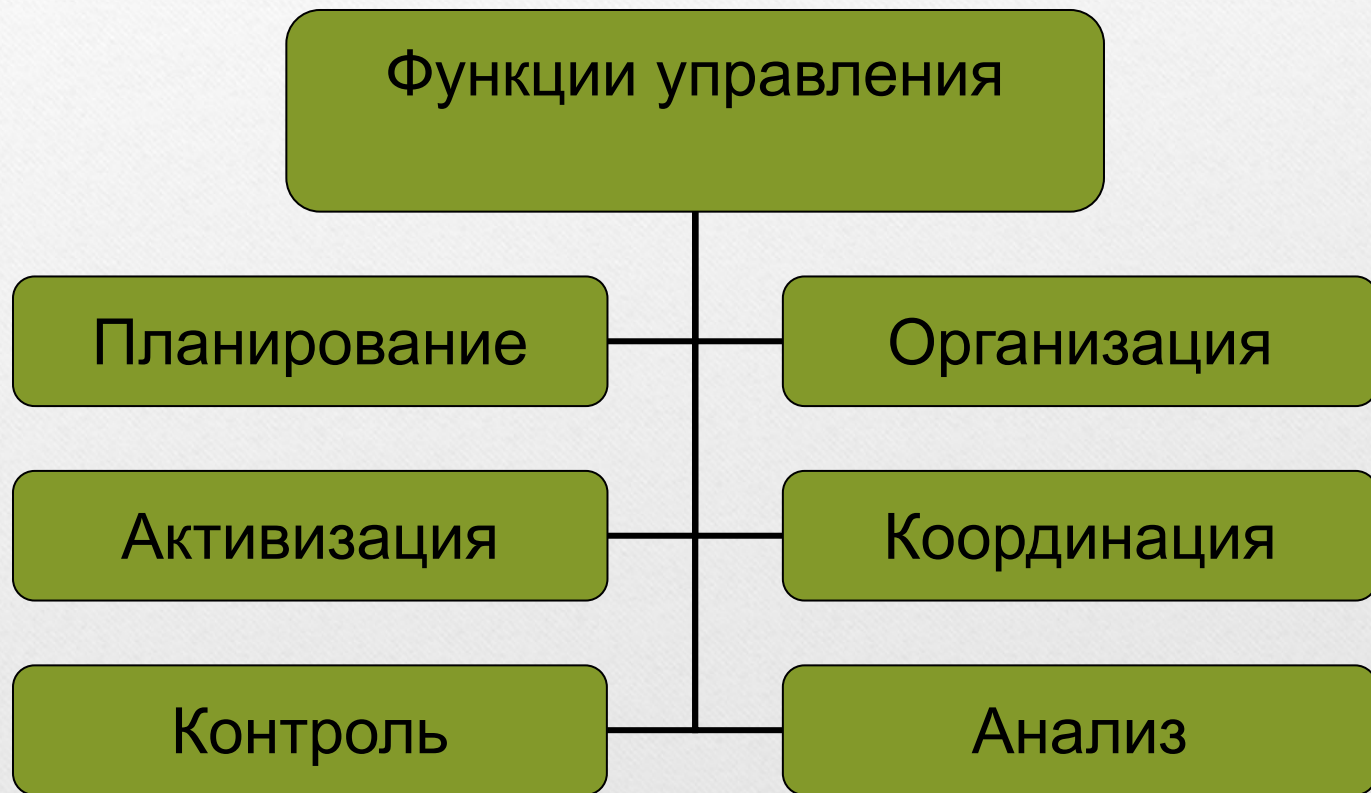 Функции управления
Планирование
Организация
Активизация
Координация
Контроль
Анализ